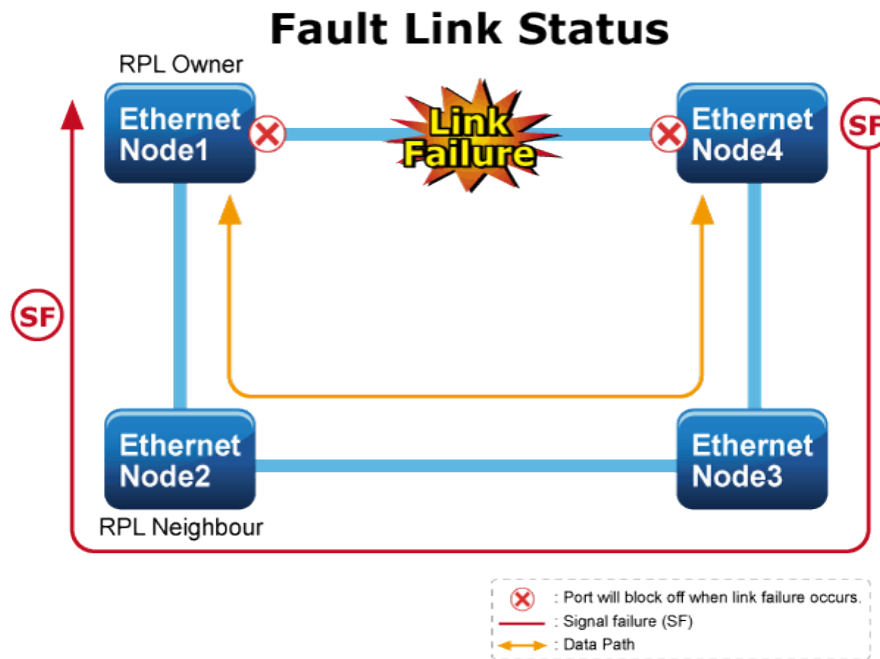 Fault Link Status
RPL Owner
Ethernet
Node1
Link
Failure
Ethernet
Node4
SF
SF
Ethernet
Node2
RPL Neighbour
Ethernet
Node3
: Port will block off when link failure occurs.
: Signal failure (SF)
: Data Path